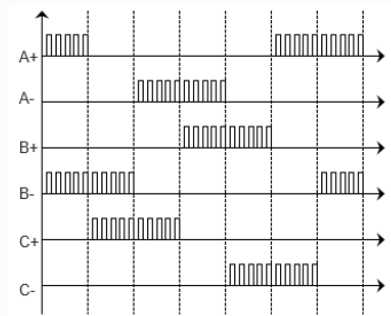 A+
A-
B+
B-
C+
C-